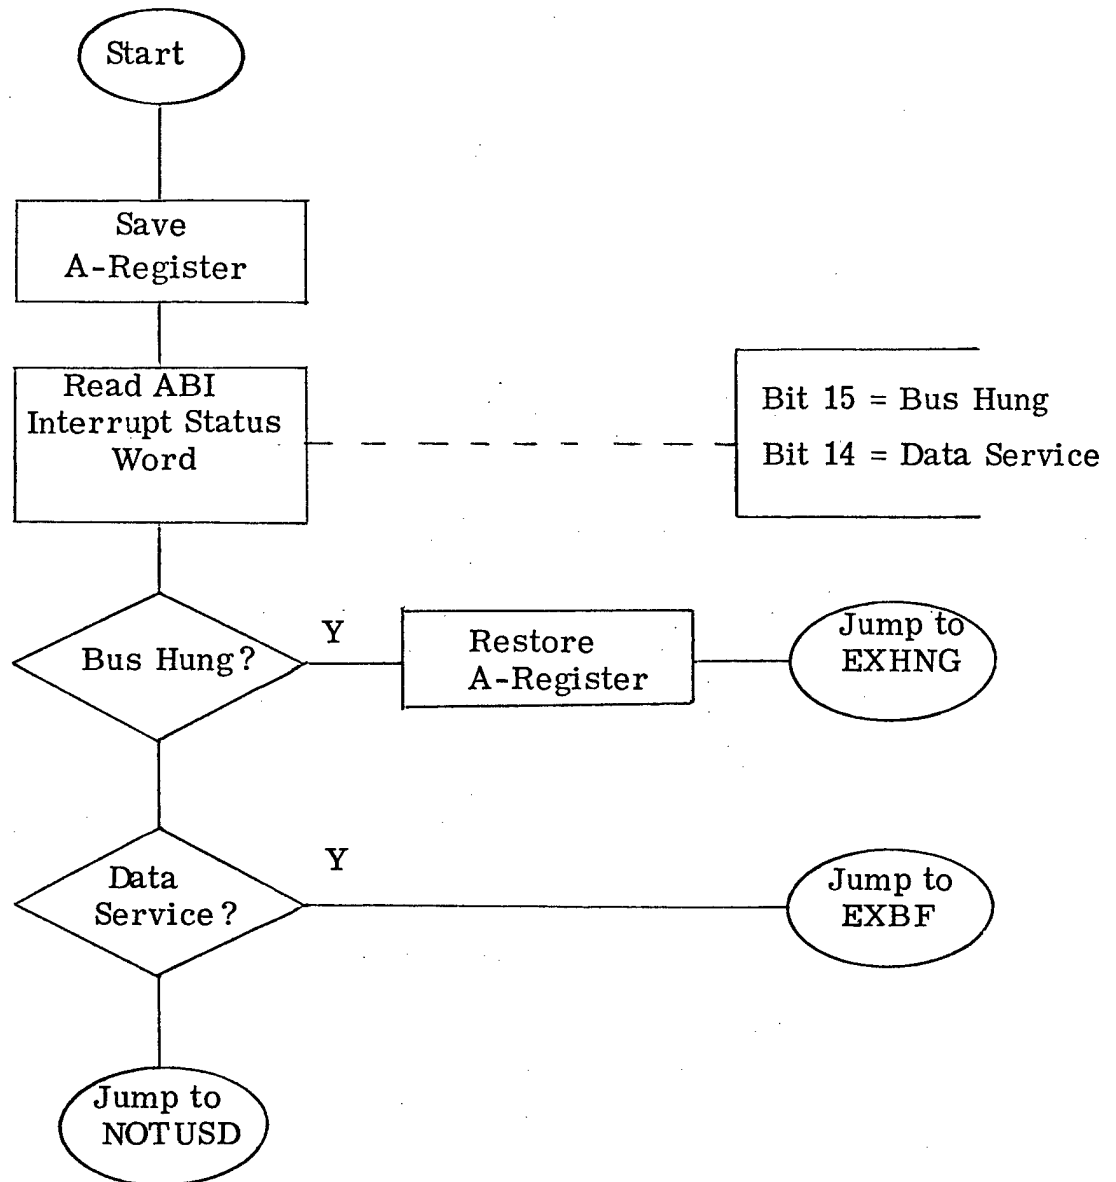 Start
Save
A-Register
Read ABI
Interrupt Status
Word
Bit 15 = Bus Hung
Bit 14 = Data Service
Bus Hung?
Y
Restore
A-Register
Jump to
EXHNG
Data
Service?
Y
Jump to
EXBF
Jump to
NOTUSD